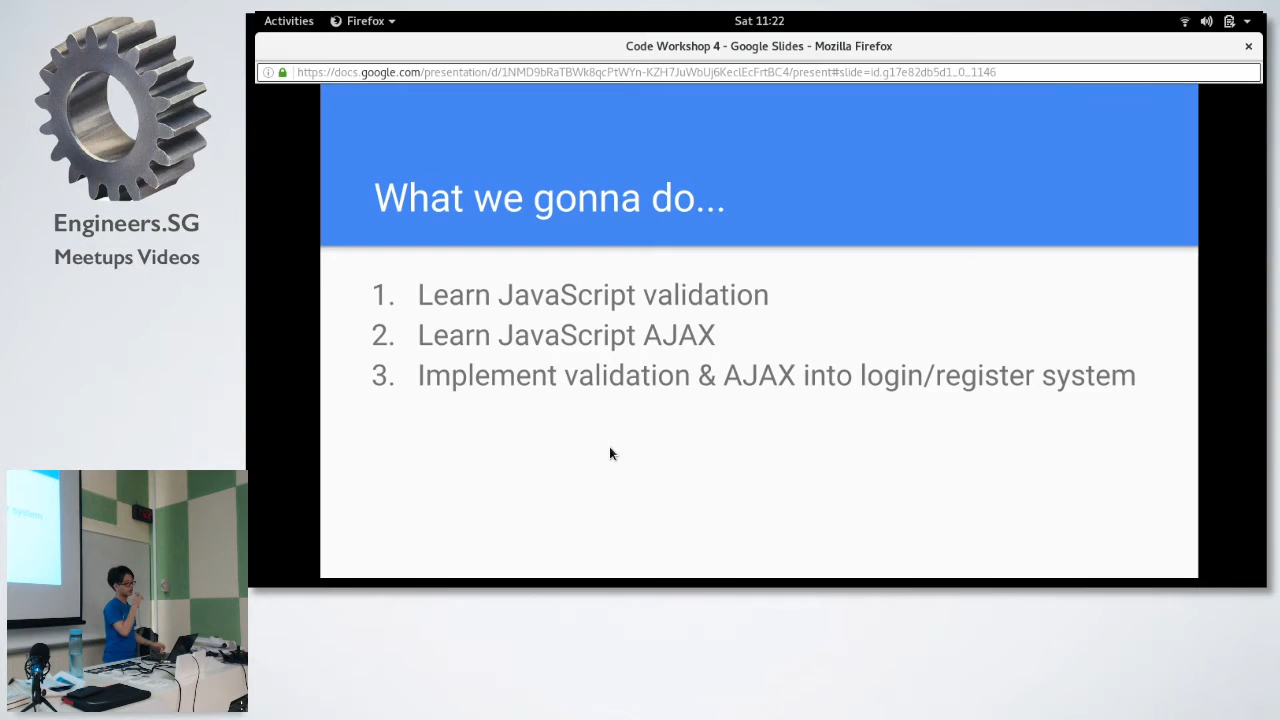 Activities Firefox Sat 11:22
Code Workshop 4 - Google Slides - Mozilla Firefox
https://docs.google.com/presentation/d/1NMD9bRaTBWk8qcPtWYn-KZH7JuWbUj6KeclEcFrtBC4/present#slide=id.g17e82db5d1_0_1146
Engineers.SG
Meetups Videos
What we gonna do...
1. Learn JavaScript validation
2. Learn JavaScript AJAX
3. Implement validation & AJAX into login/register system
system